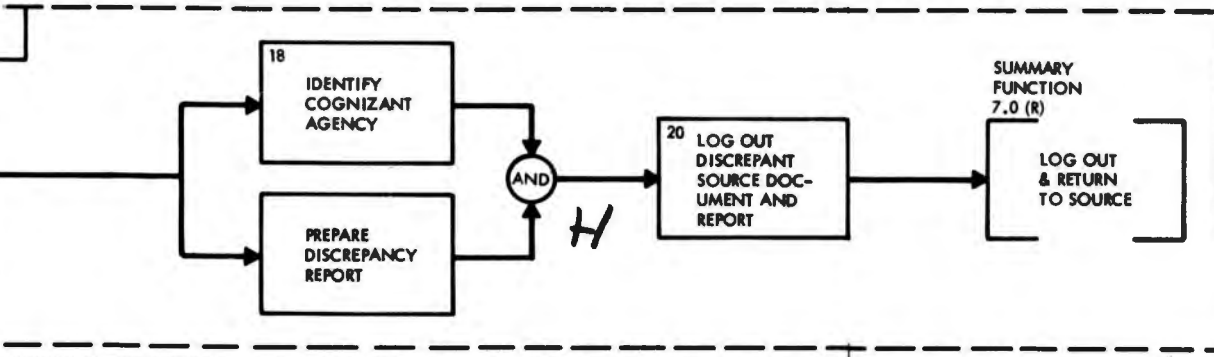 18
IDENTIFY
COGNIZANT
AGENCY
PREPARE
DISCREPANCY
REPORT
AND
H
20
LOG OUT
DISCREPANT
SOURCE DOC-
UMENT AND
REPORT
SUMMARY
FUNCTION
7.0 (R)
LOG OUT
& RETURN
TO SOURCE